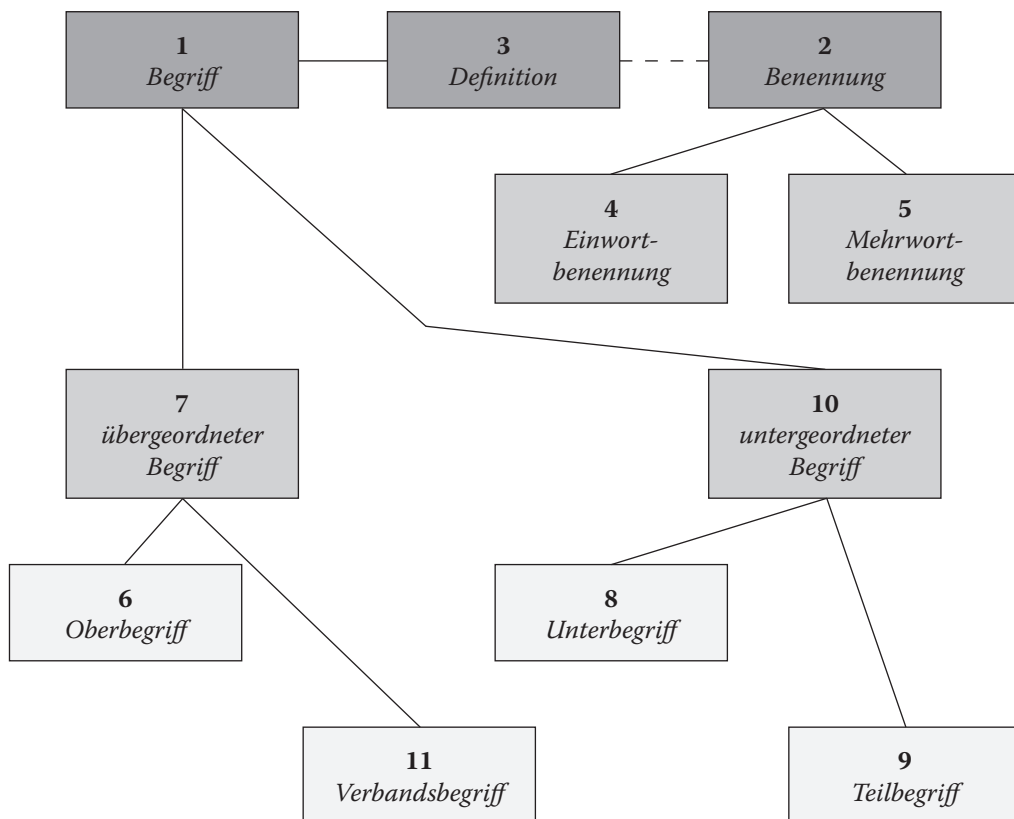 1
Begriff
3
Definition
2
Benennung
4
Einwort-
benennung
5
Mehrwort-
benennung
7
übergeordneter
Begriff
10
untergeordneter
Begriff
6
Oberbegriff
8
Unterbegriff
11
Verbandsbegriff
9
Teilbegriff